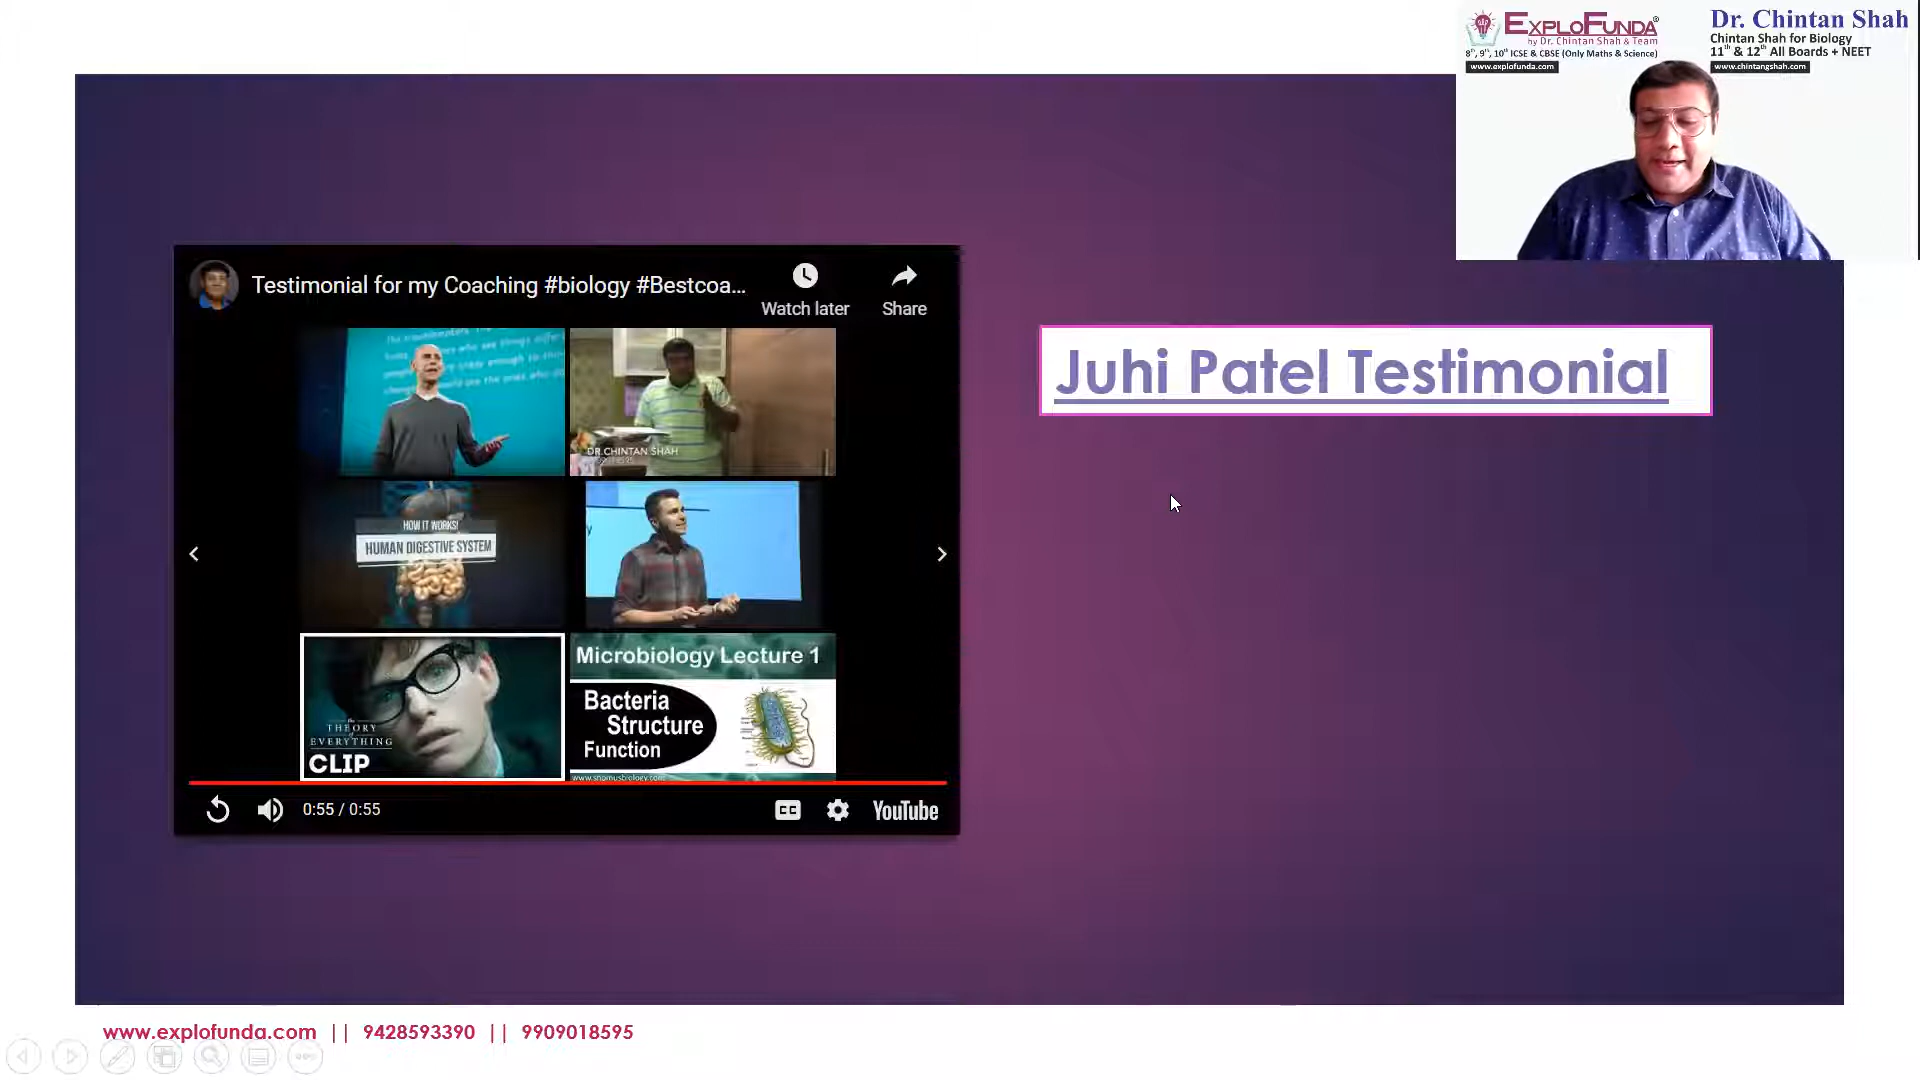 EXPLOFUNDA®
by Dr. Chintan Shah & Team
8th, 9th, 10th ICSE & CBSE (Only Maths & Science)
www.explofunda.com
Dr. Chintan Shah
Chintan Shah for Biology
11th & 12th All Boards + NEET
www.chintangshah.com
Testimonial for my Coaching #biology #Bestcoa...
Watch later
Share
DR.CHINTAN SHAH
HOW IT WORKS!
HUMAN DIGESTIVE SYSTEM
THE THEORY of EVERYTHING
CLIP
Microbiology Lecture 1
Bacteria
Structure
Function
Juhi Patel Testimonial
0:55 / 0:55
CC
YouTube
www.explofunda.com || 9428593390 || 9909018595